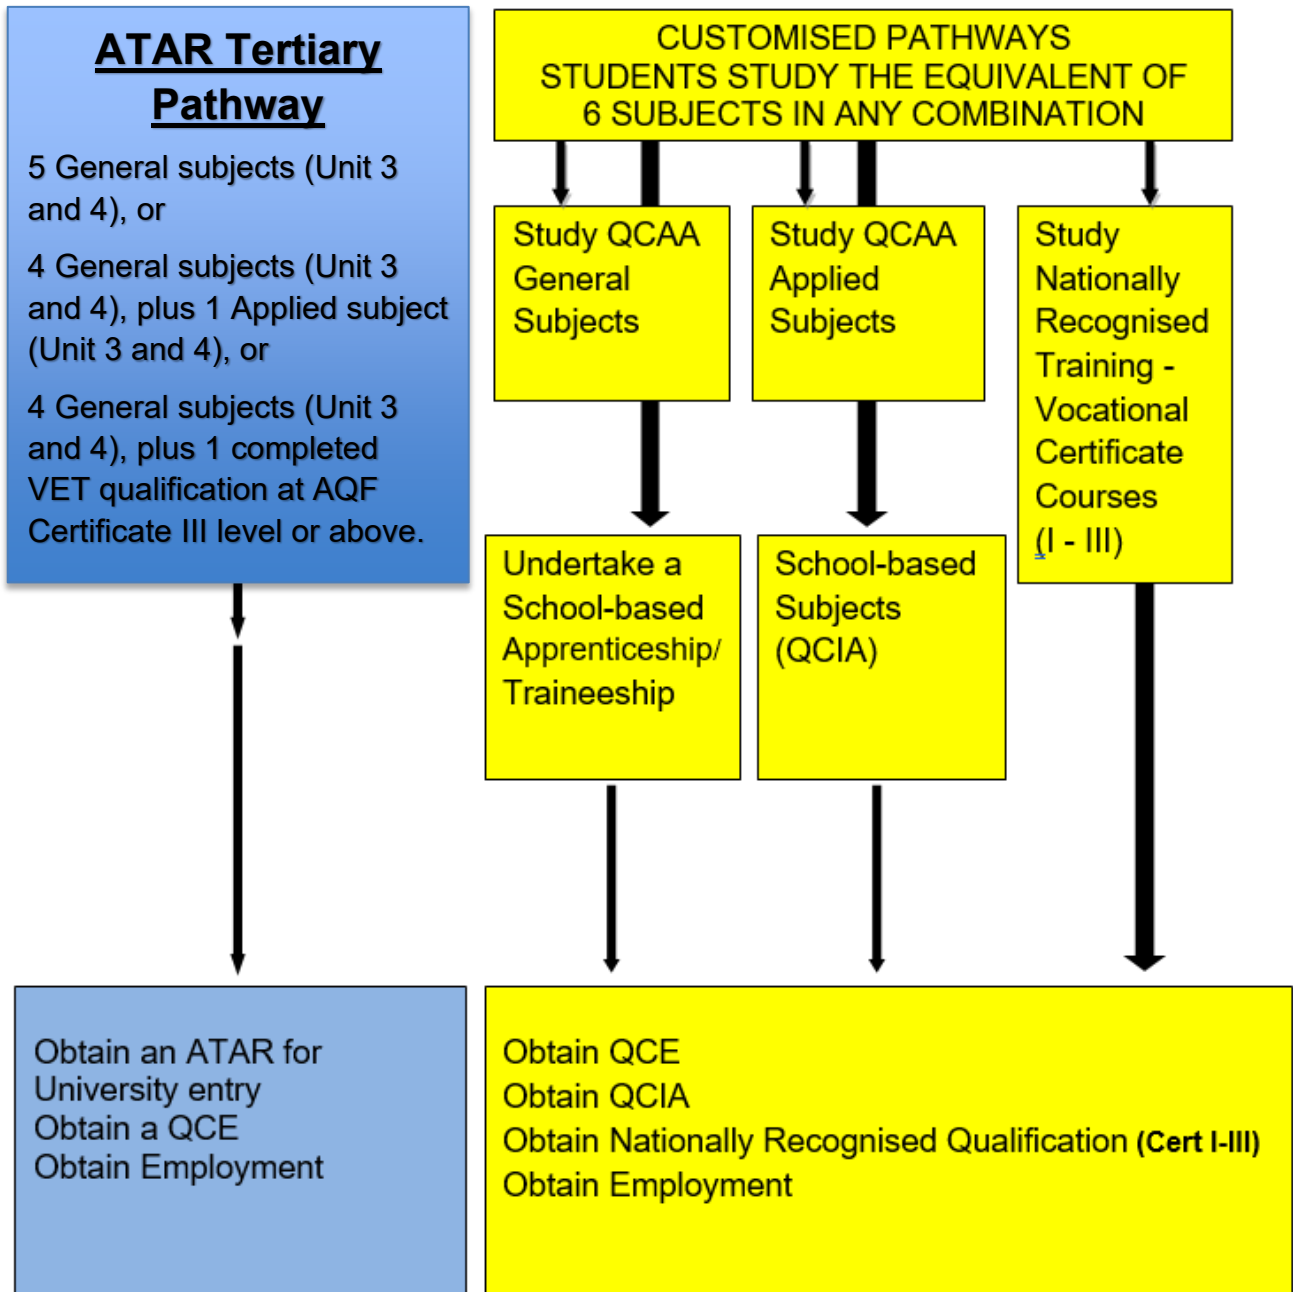 ATAR Tertiary
Pathway
5 General subjects (Unit 3
and 4), or
4 General subjects (Unit 3
and 4), plus 1 Applied subject
(Unit 3 and 4), or
4 General subjects (Unit 3
and 4), plus 1 completed
VET qualification at AQF
Certificate III level or above.
CUSTOMISED PATHWAYS
STUDENTS STUDY THE EQUIVALENT OF
6 SUBJECTS IN ANY COMBINATION
Study QCAA
General
Subjects
Study QCAA
Applied
Subjects
Study
Nationally
Recognised
Training -
Vocational
Certificate
Courses
(I - III)
Undertake a
School-based
Apprenticeship/
Traineeship
School-based
Subjects
(QCIA)
Obtain an ATAR for
University entry
Obtain a QCE
Obtain Employment
Obtain QCE
Obtain QCIA
Obtain Nationally Recognised Qualification (Cert I-III)
Obtain Employment